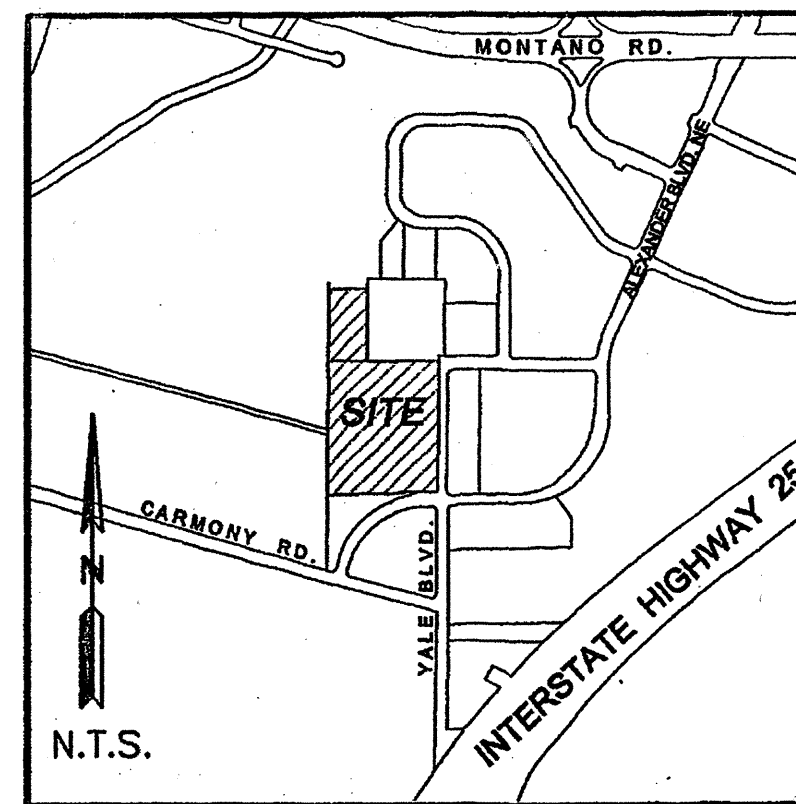 MONTANO RD.
ALEXANDER BLVD. NE
SITE
CARMONY RD.
YALE BLVD.
INTERSTATE HIGHWAY 25
N
N.T.S.